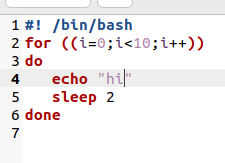 1 #! /bin/bash
2 for ((i=0;i<10;i++))
3 do
4     echo "hi"
5     sleep 2
6 done
7